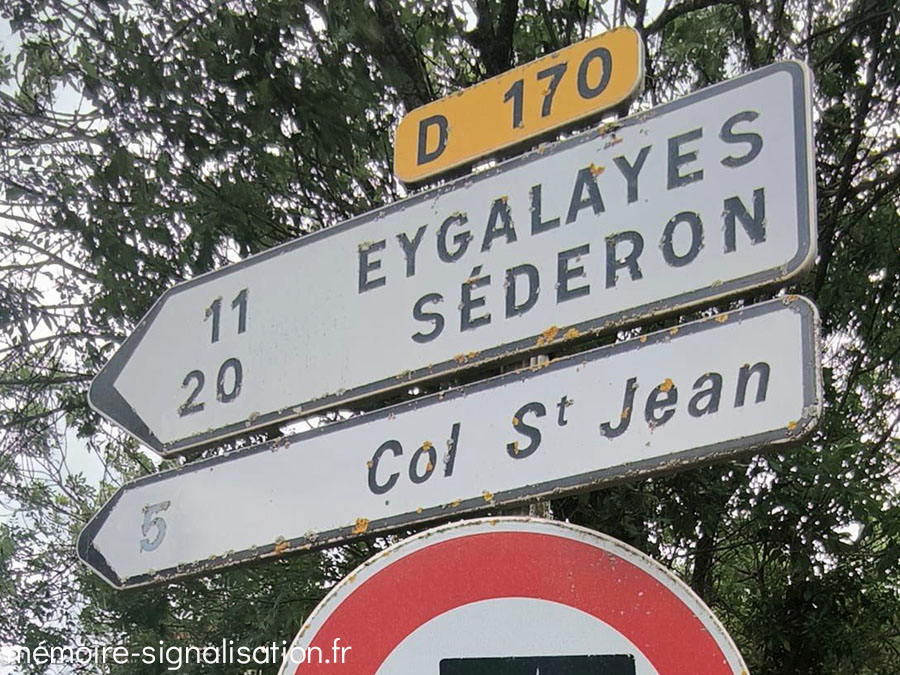 D 170
11 EYGALAYES
20 SÉDERON
5 Col St Jean
mémoire-signalisation.fr